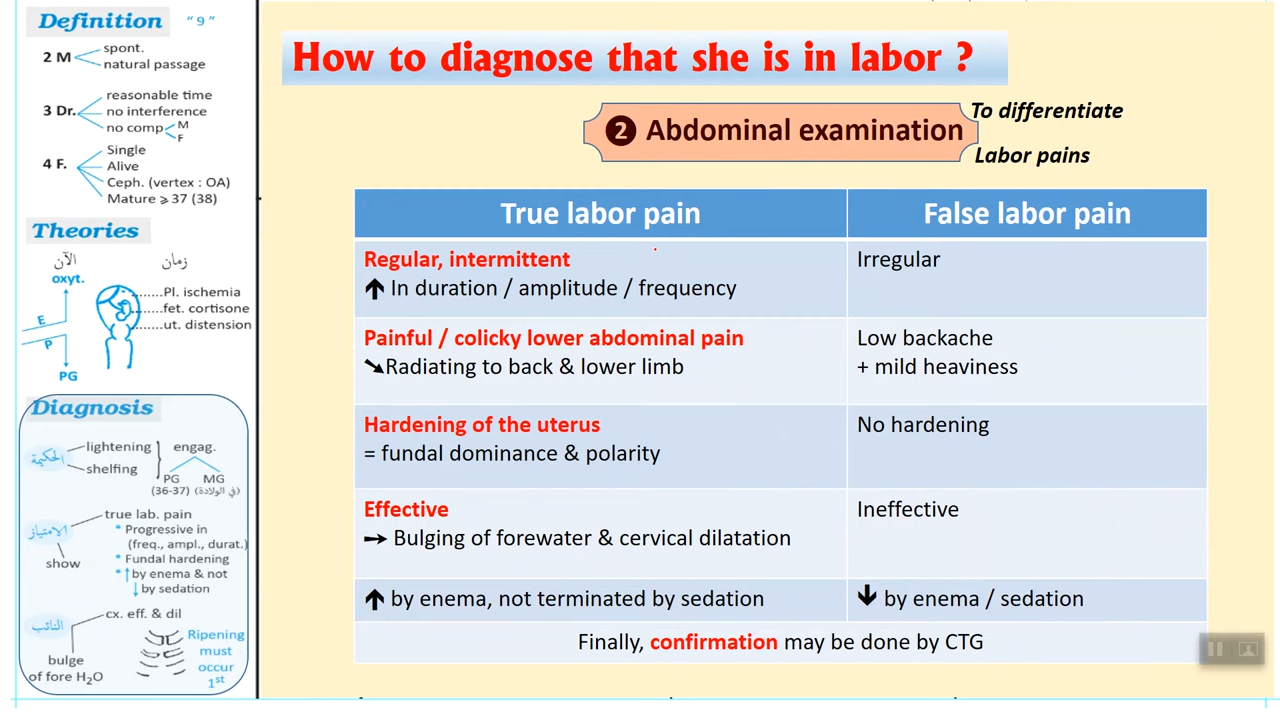 Definition "9"
2 M
spont.
natural passage
3 Dr.
reasonable time
no interference
no comp
M
F
4 F.
Single
Alive
Ceph. (vertex : OA)
Mature ⩾ 37 (38)
Theories
الآن
زمان
oxyt.
Pl. ischemia
fet. cortisone
ut. distension
E
P
PG
Diagnosis
الحكيمة
lightening
shelfing
engag.
PG
MG
(36-37)
(في الولادة)
الامتياز
true lab. pain
* Progressive in
(freq., ampl., durat.)
* Fundal hardening
* ↑ by enema & not
↓ by sedation
show
النائب
cx. eff. & dil
bulge
of fore H₂O
Ripening
must
occur
1st
How to diagnose that she is in labor ?
❷ Abdominal examination
To differentiate
Labor pains
True labor pain
False labor pain
Regular, intermittent
↑ In duration / amplitude / frequency
Irregular
Painful / colicky lower abdominal pain
↘Radiating to back & lower limb
Low backache
+ mild heaviness
Hardening of the uterus
= fundal dominance & polarity
No hardening
Effective
→ Bulging of forewater & cervical dilatation
Ineffective
↑ by enema, not terminated by sedation
↓ by enema / sedation
Finally, confirmation may be done by CTG